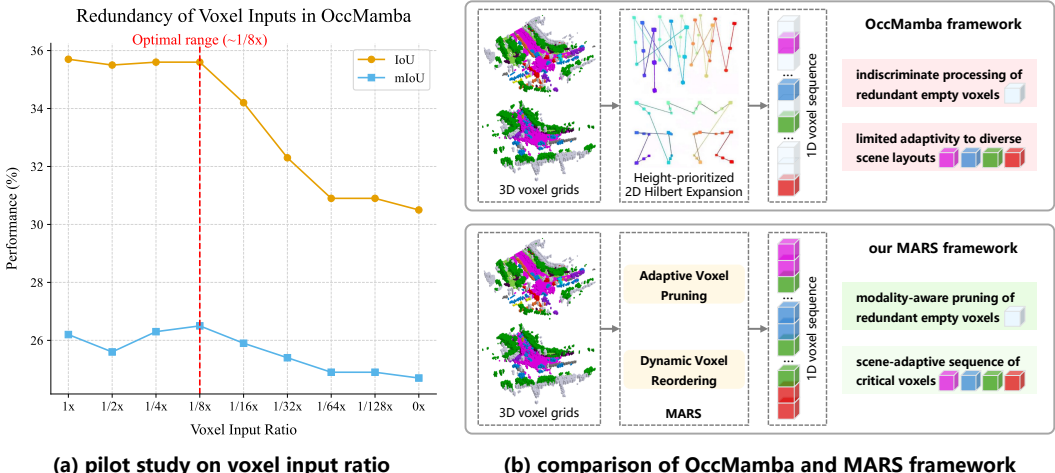 Redundancy of Voxel Inputs in OccMamba
Optimal range (~1/8x)
IoU
mIoU
36
34
32
30
28
26
Performance (%)
1x
1/2x
1/4x
1/8x
1/16x
1/32x
1/64x
1/128x
0x
Voxel Input Ratio
(a) pilot study on voxel input ratio
3D voxel grids
Height-prioritized
2D Hilbert Expansion
...
...
1D voxel sequence
OccMamba framework
indiscriminate processing of
redundant empty voxels
limited adaptivity to diverse
scene layouts
3D voxel grids
Adaptive Voxel
Pruning
Dynamic Voxel
Reordering
MARS
...
...
1D voxel sequence
our MARS framework
modality-aware pruning of
redundant empty voxels
scene-adaptive sequence of
critical voxels
(b) comparison of OccMamba and MARS framework